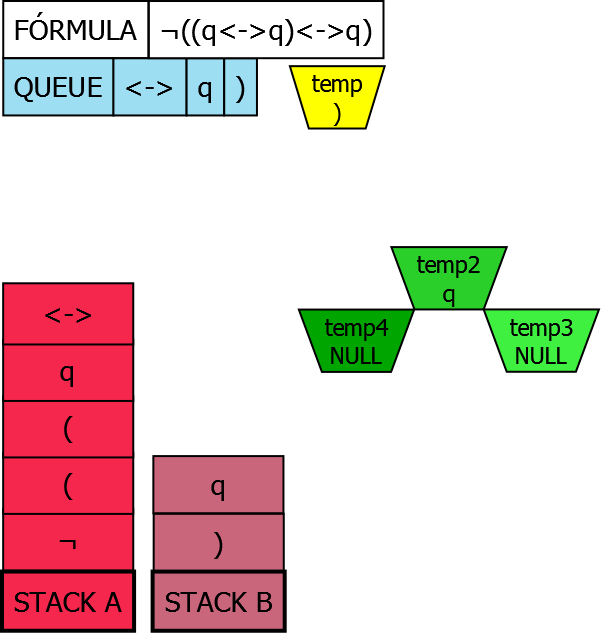 FÓRMULA ¬((q<->q)<->q)
QUEUE <-> q )
temp
)
temp2
q
temp4
NULL
temp3
NULL
<->
q
(
(
¬
STACK A
q
)
STACK B